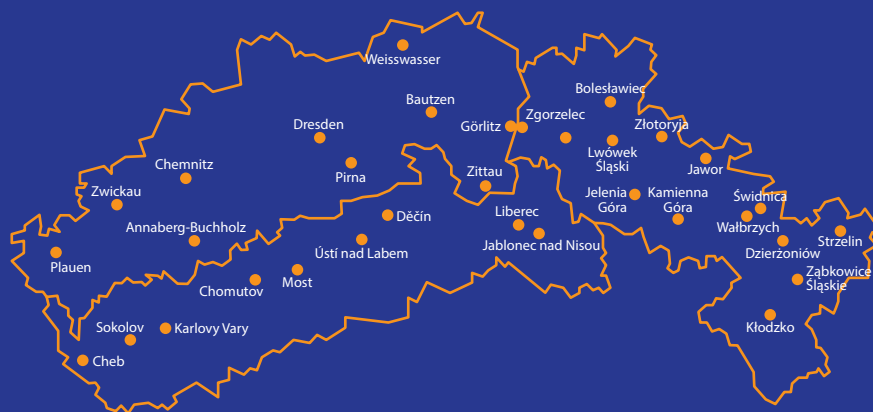 Weisswasser
Bolesławiec
Bautzen
Görlitz
Zgorzelec
Złotoryja
Dresden
Lwówek
Śląski
Jawor
Chemnitz
Pirna
Zittau
Zwickau
Jelenia
Góra
Kamienna
Góra
Świdnica
Annaberg-Buchholz
Děčín
Liberec
Wałbrzych
Strzelin
Ústí nad Labem
Jablonec nad Nisou
Dzierżoniów
Plauen
Most
Chomutov
Ząbkowice
Śląskie
Sokolov
Karlovy Vary
Kłodzko
Cheb